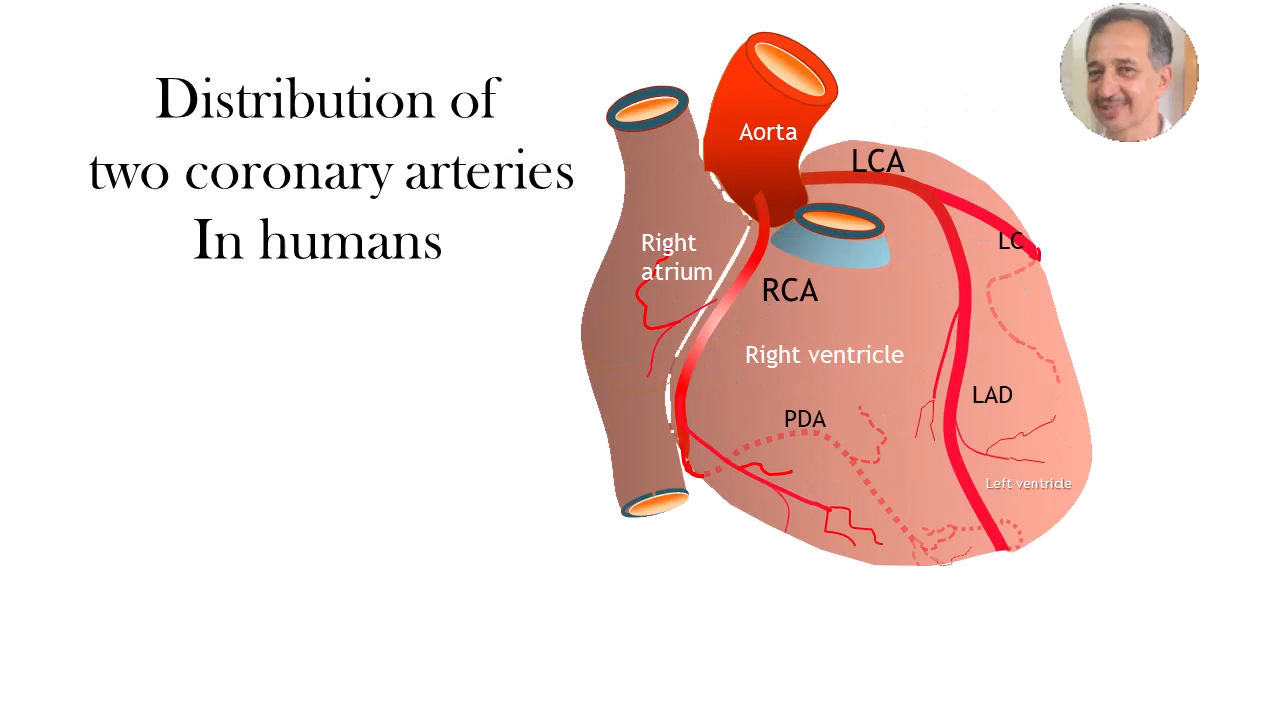 Distribution of
two coronary arteries
In humans
Aorta
LCA
Right
atrium
LC
RCA
Right ventricle
LAD
PDA
Left ventricle